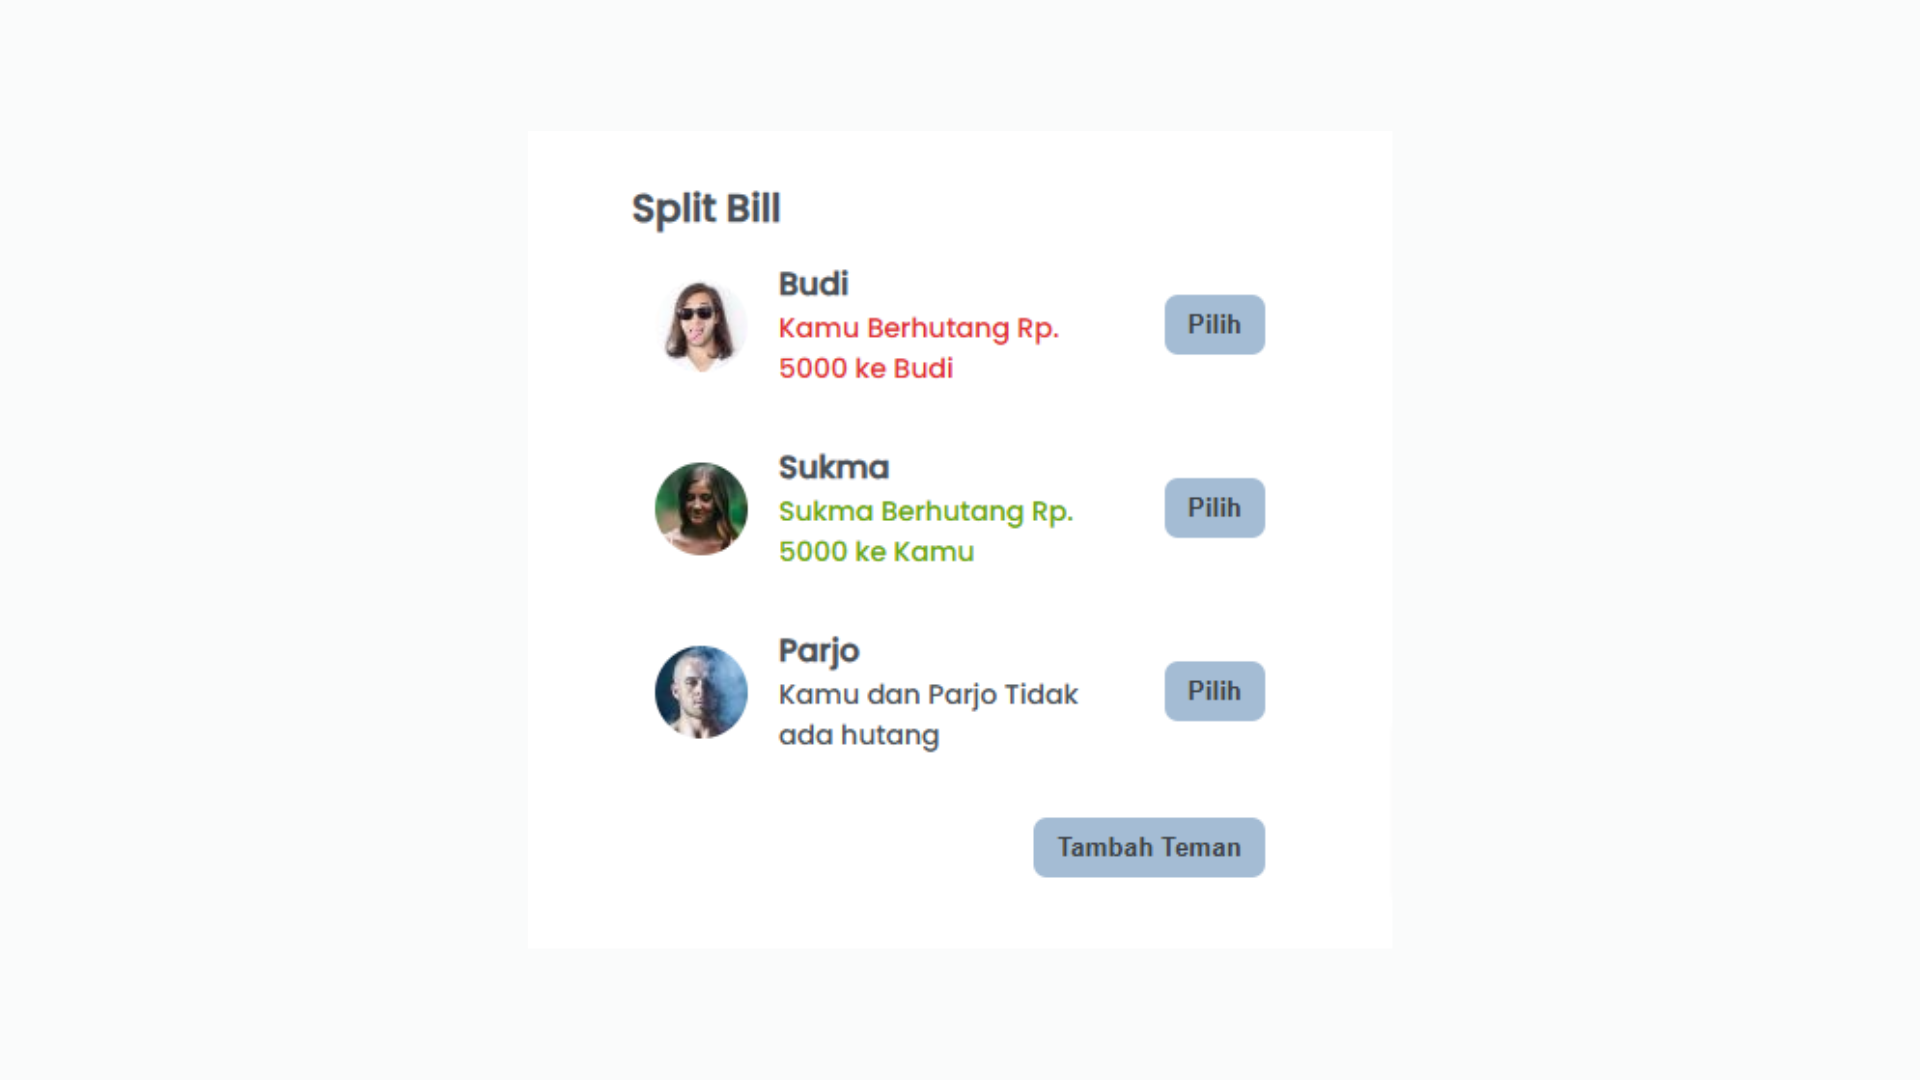 Split Bill
Budi
Kamu Berhutang Rp.
5000 ke Budi
Pilih
Sukma
Sukma Berhutang Rp.
5000 ke Kamu
Pilih
Parjo
Kamu dan Parjo Tidak
ada hutang
Pilih
Tambah Teman